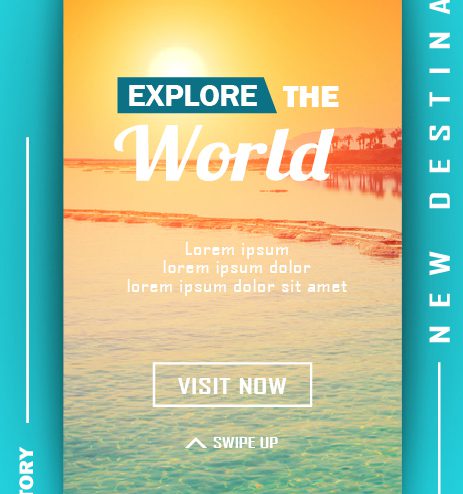 EXPLORE THE
World
Lorem ipsum
lorem ipsum dolor
lorem ipsum dolor sit amet
VISIT NOW
SWIPE UP
NEW DESTINA
TORY